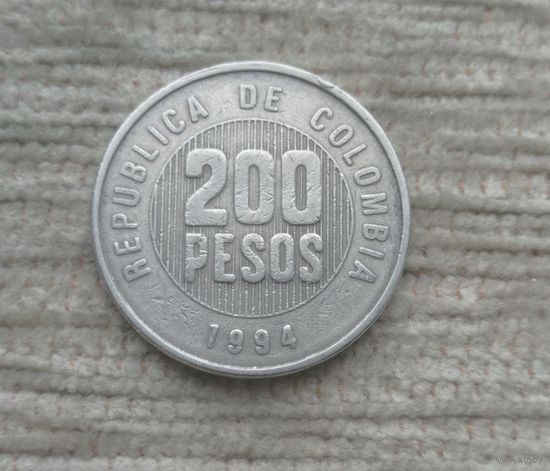 REPUBLICA DE COLOMBIA
200
PESOS
1994